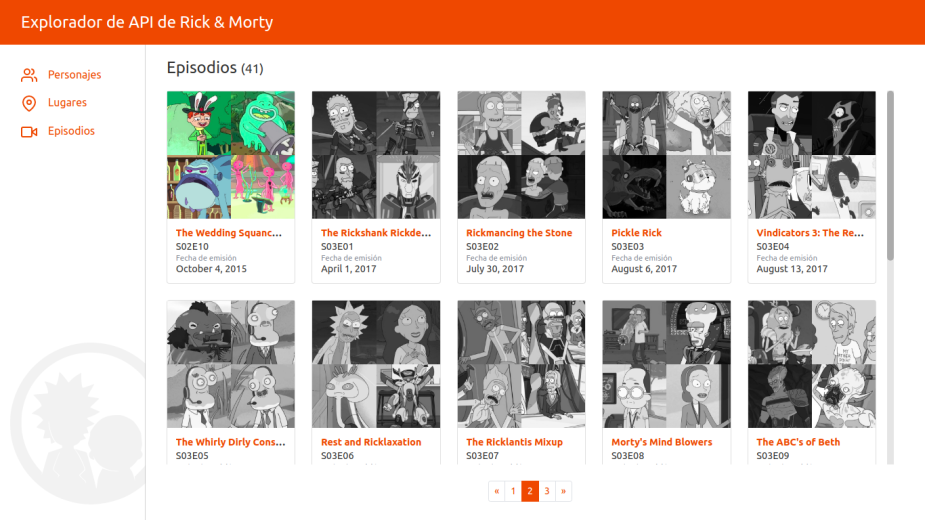 Explorador de API de Rick & Morty
Personajes
Lugares
Episodios
Episodios (41)
The Wedding Squanc...
S02E10
Fecha de emisión
October 4, 2015
The Rickshank Rickde...
S03E01
Fecha de emisión
April 1, 2017
Rickmancing the Stone
S03E02
Fecha de emisión
July 30, 2017
Pickle Rick
S03E03
Fecha de emisión
August 6, 2017
Vindicators 3: The Re...
S03E04
Fecha de emisión
August 13, 2017
The Whirly Dirly Cons...
S03E05
Rest and Ricklaxation
S03E06
The Ricklantis Mixup
S03E07
Morty's Mind Blowers
S03E08
The ABC's of Beth
S03E09
« 1 2 3 »